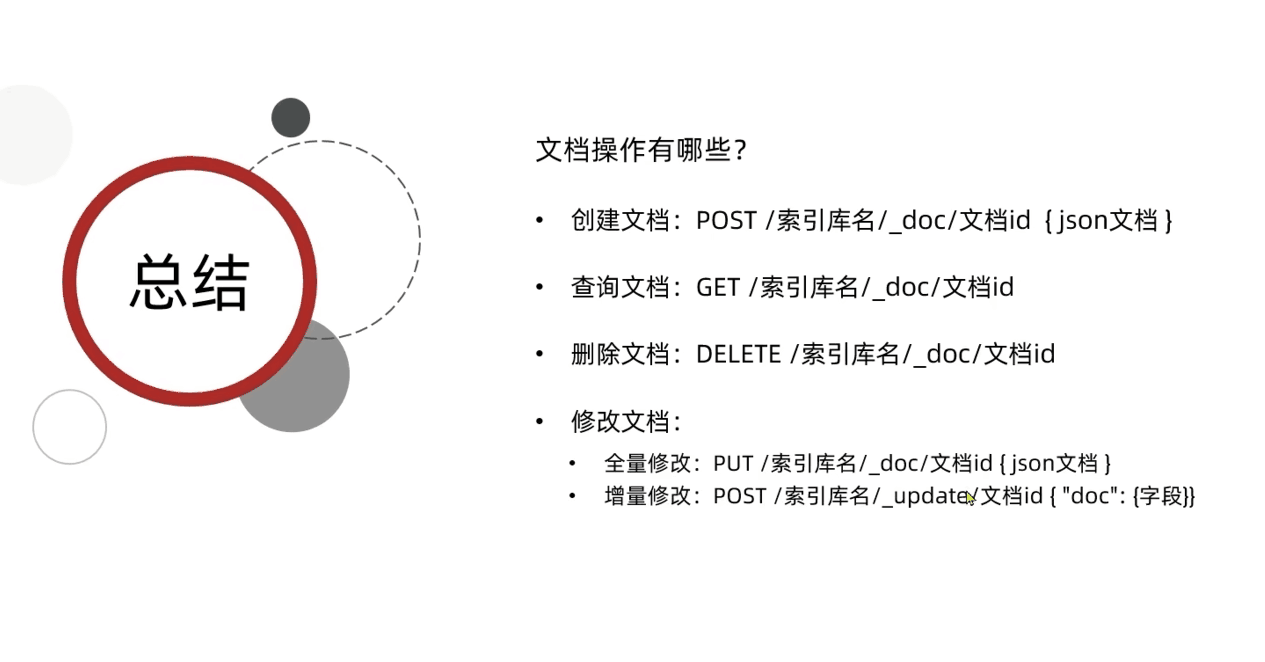 总结
文档操作有哪些？
• 创建文档：POST /索引库名/_doc/文档id { json文档 }
• 查询文档：GET /索引库名/_doc/文档id
• 删除文档：DELETE /索引库名/_doc/文档id
• 修改文档：
• 全量修改：PUT /索引库名/_doc/文档id { json文档 }
• 增量修改：POST /索引库名/_update/文档id { "doc": {字段}}